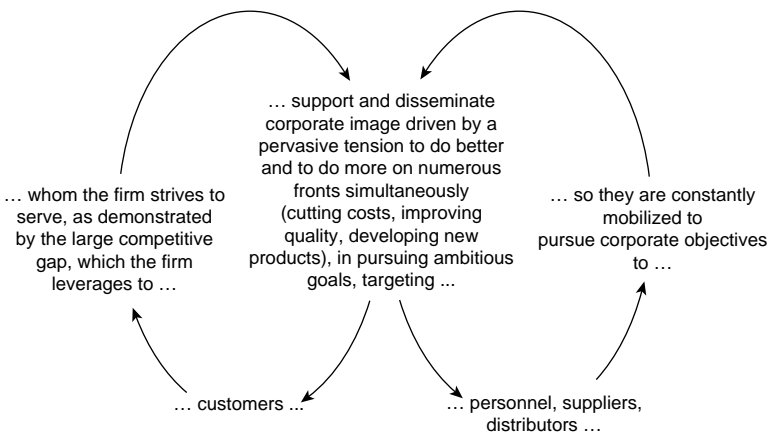 … support and disseminate
corporate image driven by a
pervasive tension to do better
and to do more on numerous
fronts simultaneously
(cutting costs, improving
quality, developing new
products), in pursuing ambitious
goals, targeting ...
… whom the firm strives to
serve, as demonstrated
by the large competitive
gap, which the firm
leverages to …
… so they are constantly
mobilized to
pursue corporate objectives
to …
… customers ...
… personnel, suppliers,
distributors …